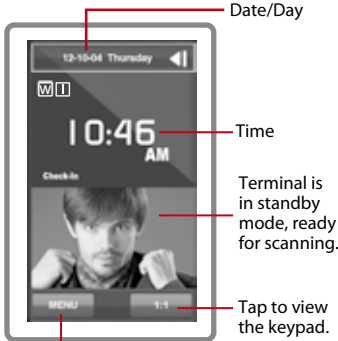 Date/Day
12-10-04 Thursday
W I
10:46
AM
Time
Check-In
Terminal is
in standby
mode, ready
for scanning.
MENU
1:1
Tap to view
the keypad.